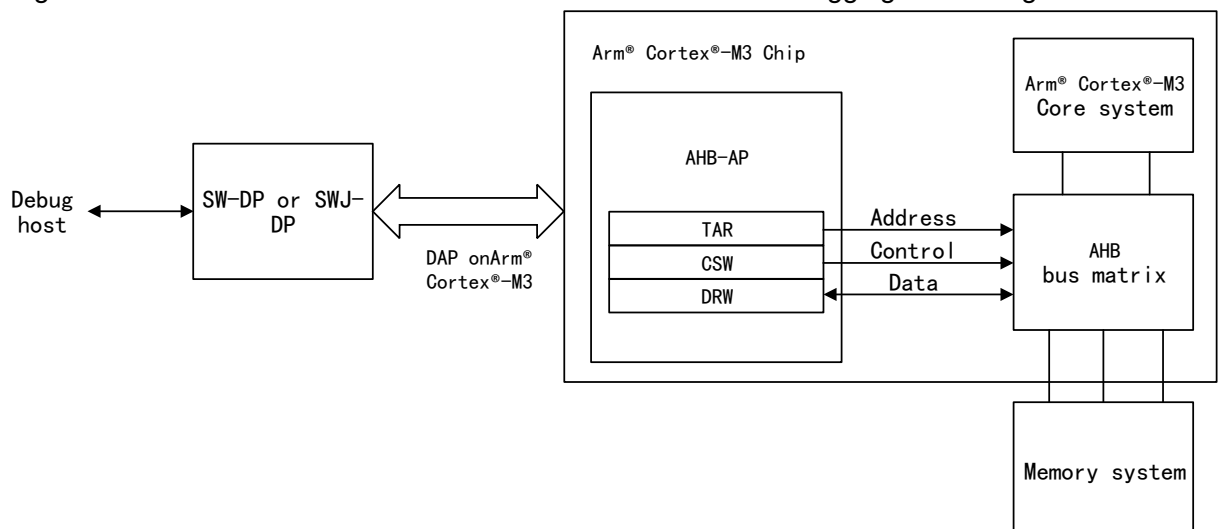 Arm® Cortex®-M3 Chip
Arm® Cortex®-M3
Core system
AHB-AP
SW-DP or SWJ-
DP
Debug
host
TAR
CSW
DRW
Address
Control
Data
AHB
bus matrix
DAP onArm®
Cortex®-M3
Memory system